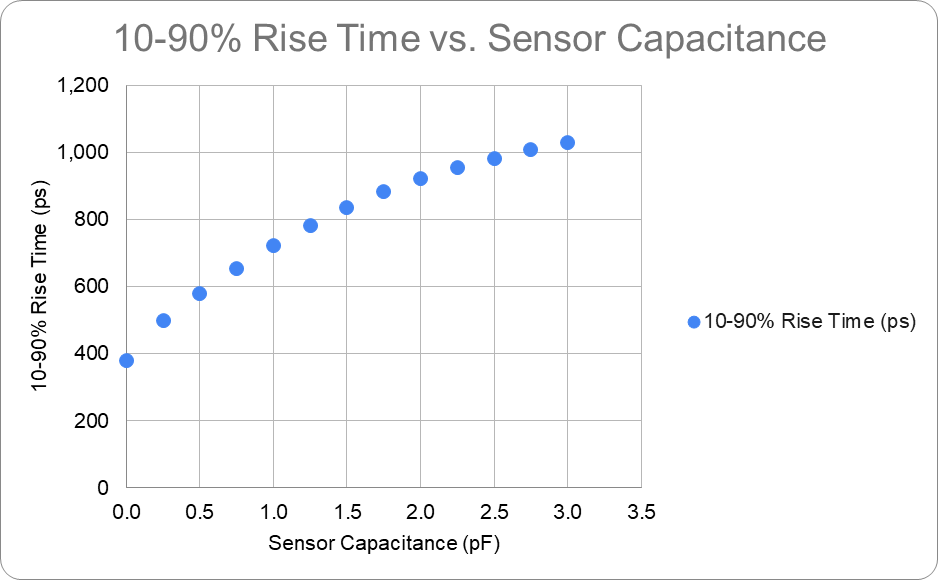 10-90% Rise Time vs. Sensor Capacitance
1,200
1,000
800
600
400
200
0
10-90% Rise Time (ps)
0.0 0.5 1.0 1.5 2.0 2.5 3.0 3.5
Sensor Capacitance (pF)
10-90% Rise Time (ps)